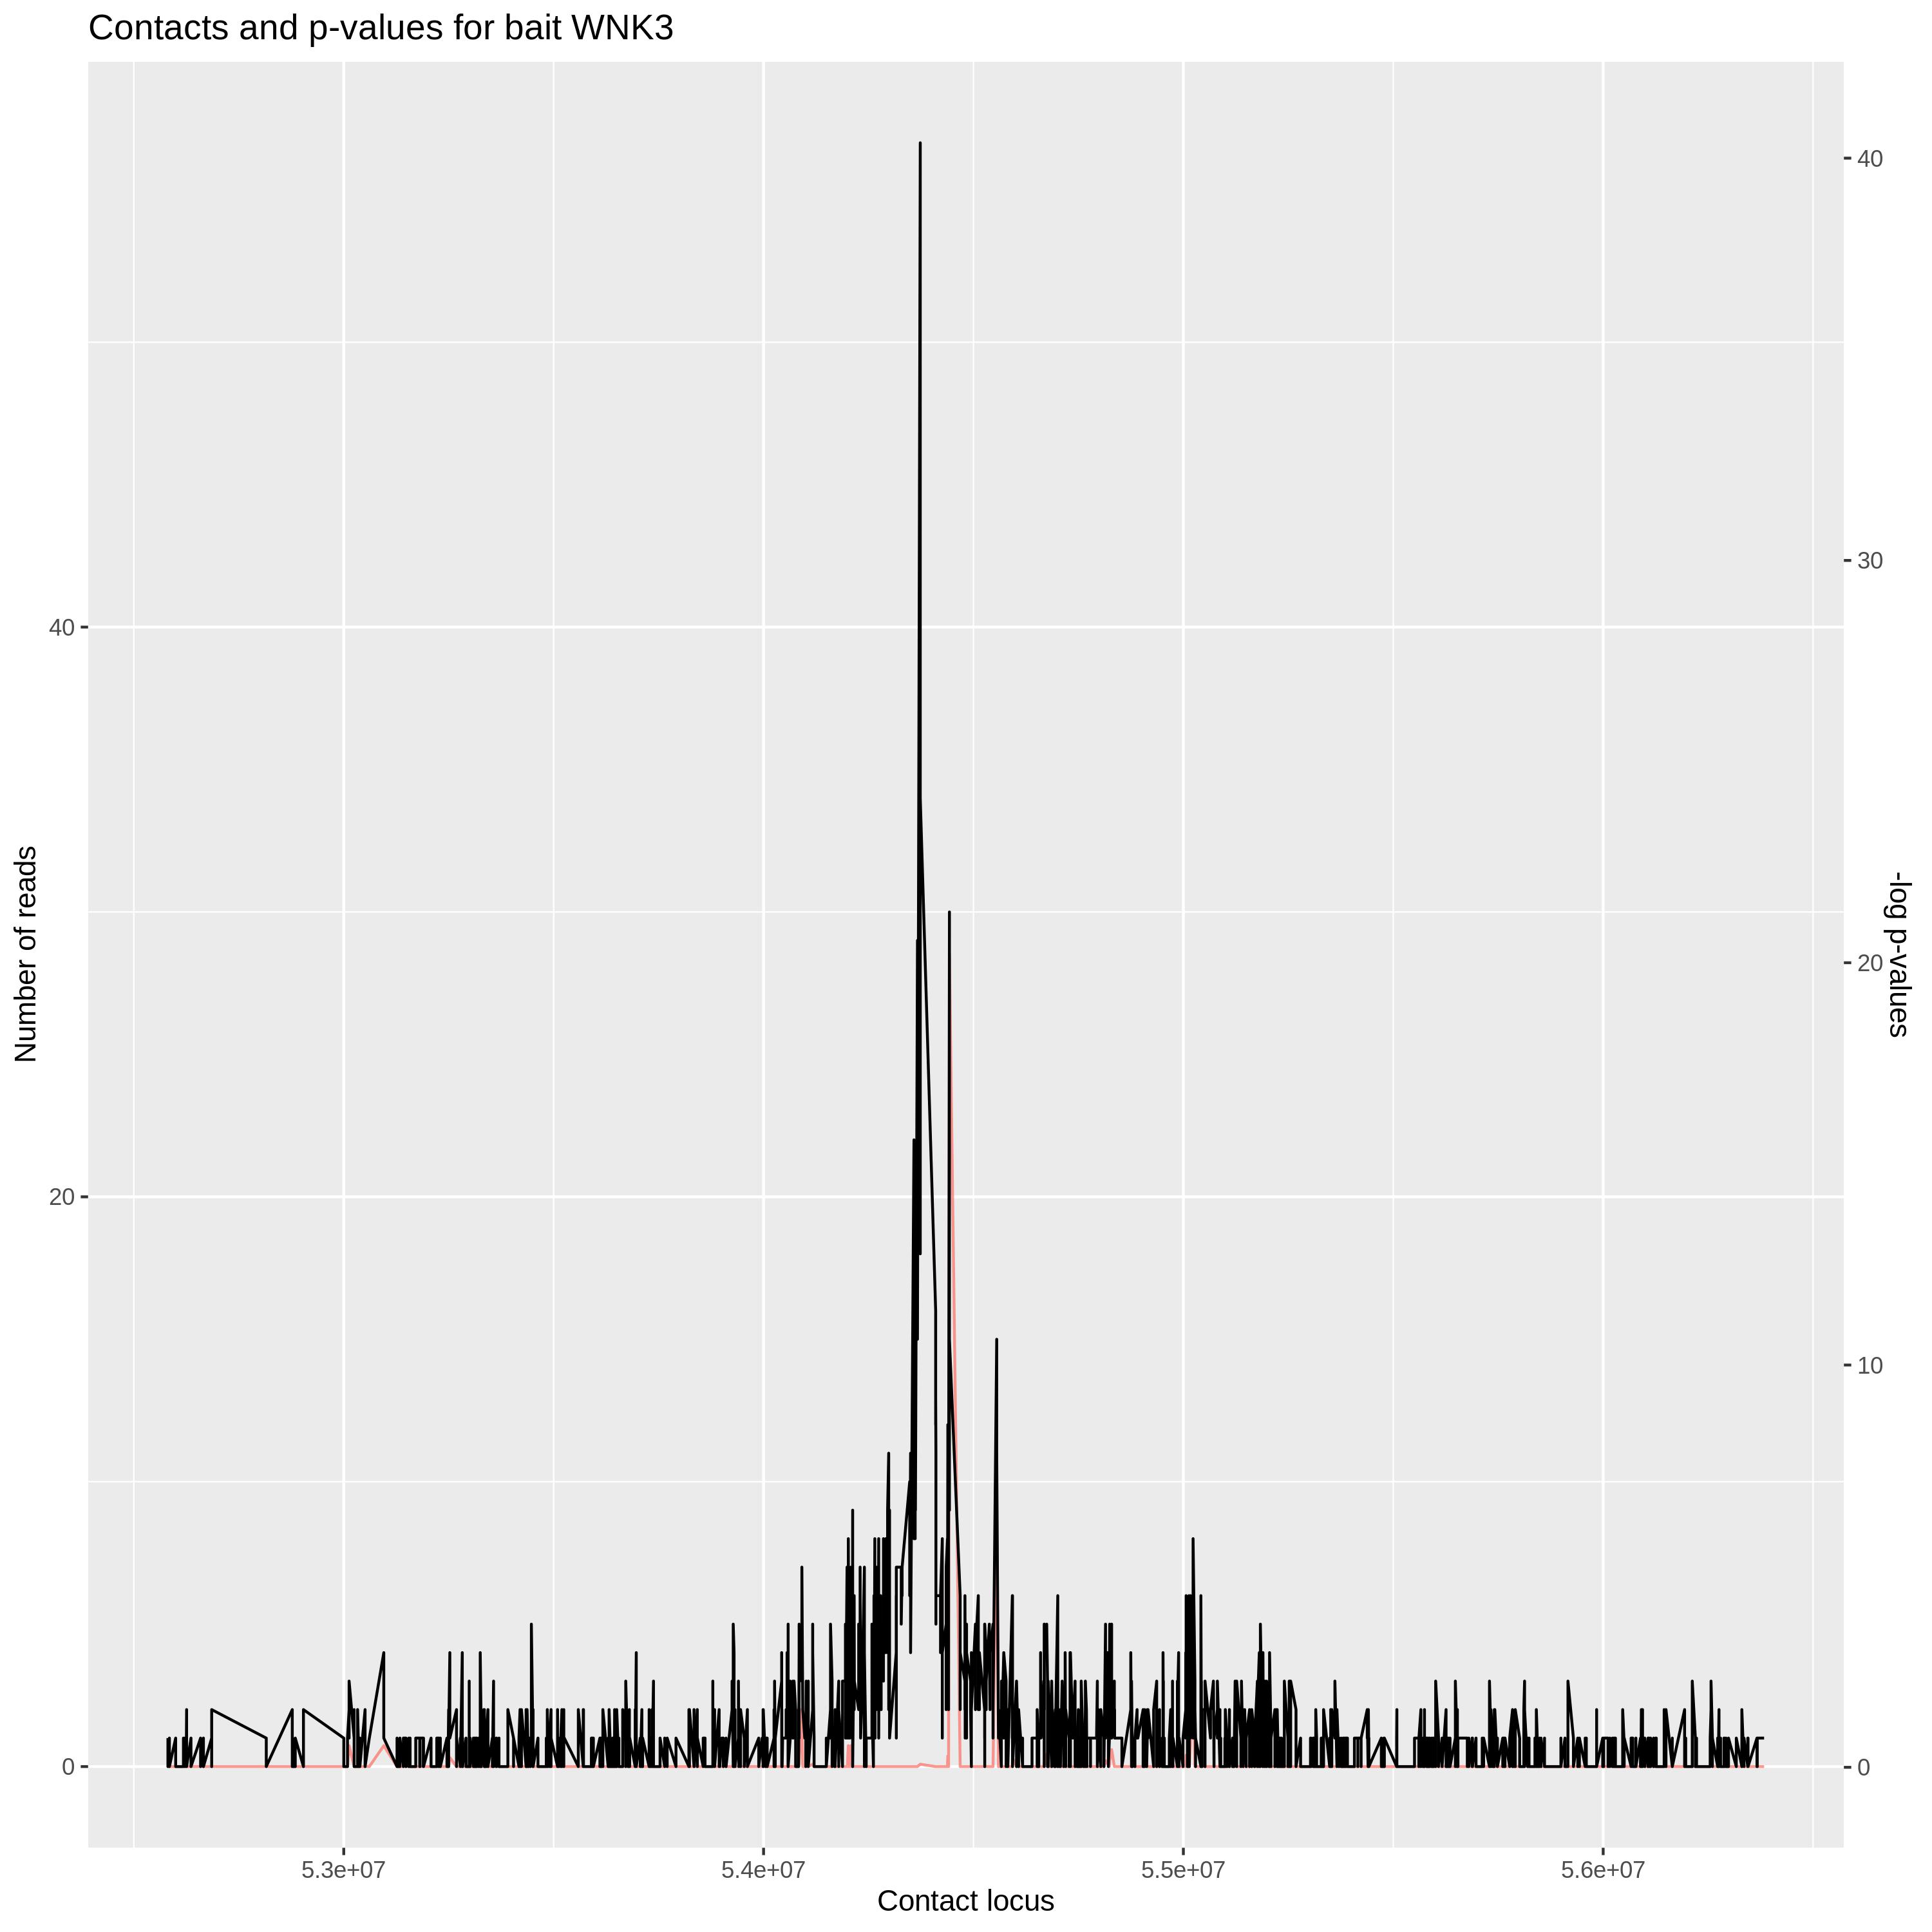 Contacts and p-values for bait WNK3
40
20
0
Number of reads
40
30
20
10
0
-log p-values
5.3e+07
5.4e+07
5.5e+07
5.6e+07
Contact locus